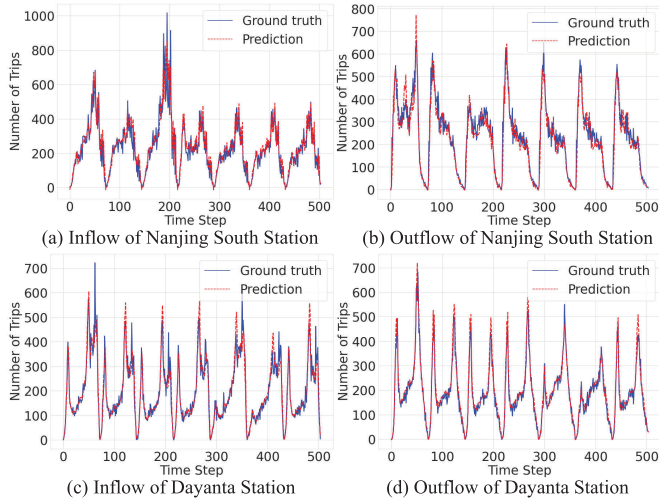 Ground truth
Prediction
Number of Trips
1000
800
600
400
200
0
0 100 200 300 400 500
Time Step
(a) Inflow of Nanjing South Station
Ground truth
Prediction
Number of Trips
800
700
600
500
400
300
200
100
0
0 100 200 300 400 500
Time Step
(b) Outflow of Nanjing South Station
Ground truth
Prediction
Number of Trips
700
600
500
400
300
200
100
0
0 100 200 300 400 500
Time Step
(c) Inflow of Dayanta Station
Ground truth
Prediction
Number of Trips
700
600
500
400
300
200
100
0
0 100 200 300 400 500
Time Step
(d) Outflow of Dayanta Station